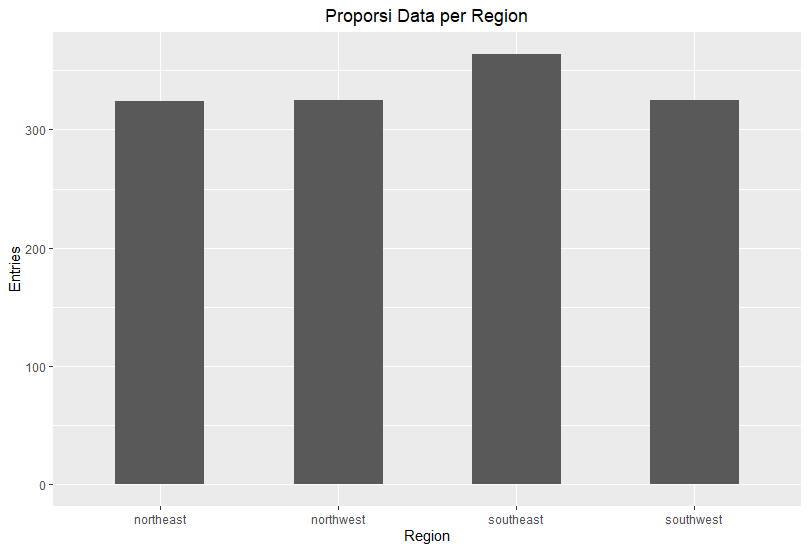 Proporsi Data per Region
Entries
300
200
100
0
northeast northwest southeast southwest
Region